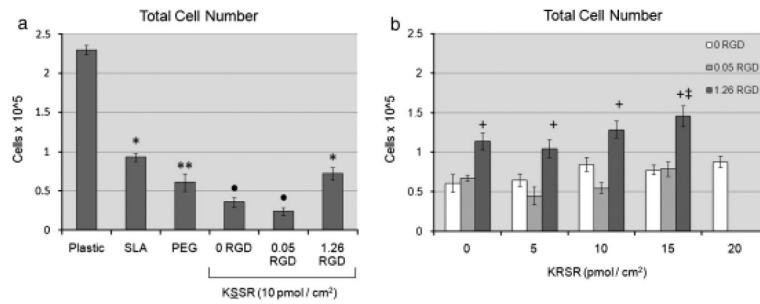 a
Total Cell Number
Cells x 10^5
2.5
2
1.5
1
0.5
0
*
**
•
•
*
Plastic
SLA
PEG
0 RGD
0.05 RGD
1.26 RGD
KSSR (10 pmol / cm²)
b
Total Cell Number
Cells x 10^5
2.5
2
1.5
1
0.5
0
0 RGD
0.05 RGD
1.26 RGD
+
+
+
+‡
0
5
10
15
20
KRSR (pmol / cm²)